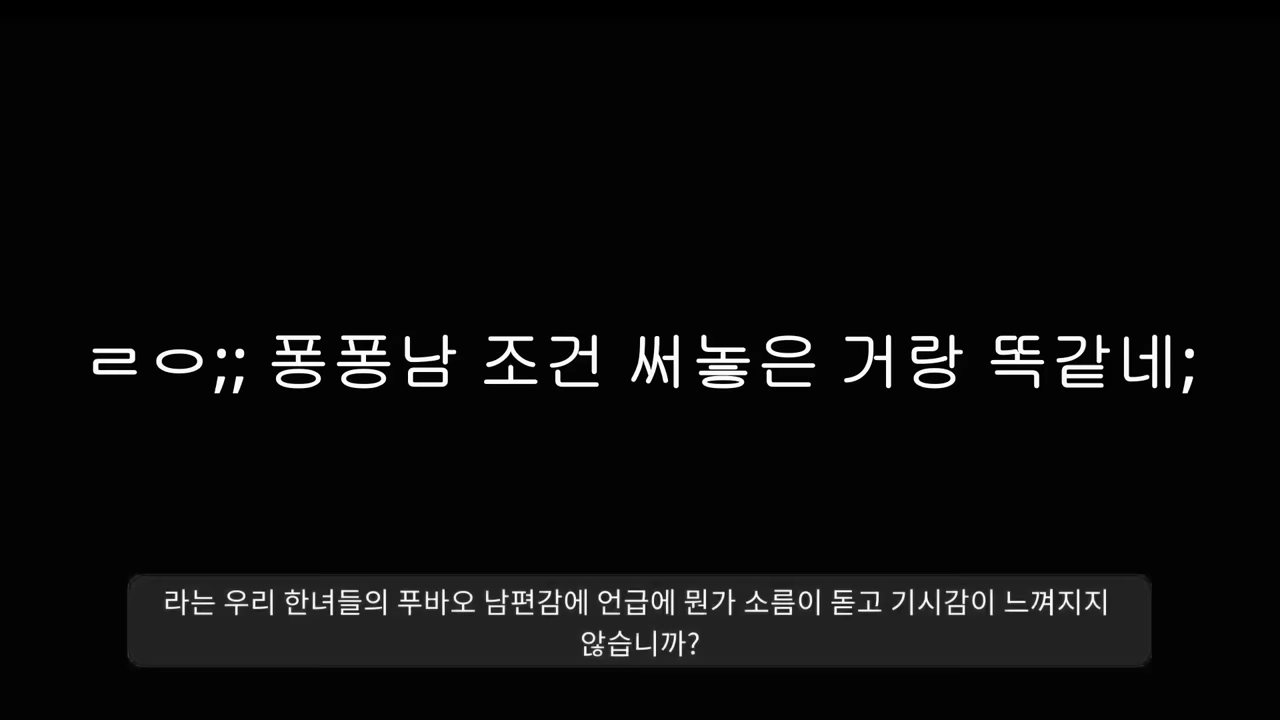 ㄹㅇ;; 퐁퐁남 조건 써놓은 거랑 똑같네;
라는 우리 한녀들의 푸바오 남편감에 언급에 뭔가 소름이 돋고 기시감이 느껴지지
않습니까?